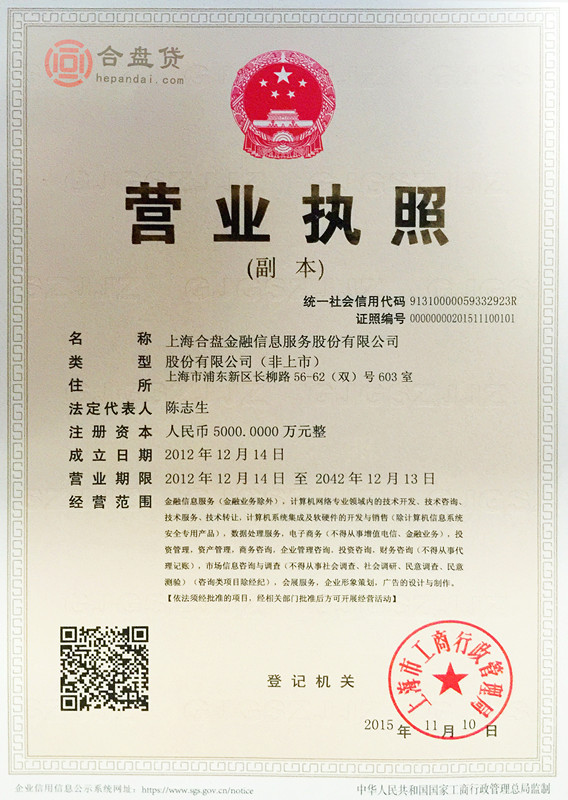 合盘贷
hepandai.com
营业执照
(副 本)
统一社会信用代码 91310000059332923R
证照编号 00000000201511100101
名 称 上海合盘金融信息服务股份有限公司
类 型 股份有限公司（非上市）
住 所 上海市浦东新区长柳路 56-62（双）号 603 室
法定代表人 陈志生
注册资本 人民币 5000.0000 万元整
成立日期 2012 年 12 月 14 日
营业期限 2012 年 12 月 14 日 至 2042 年 12 月 13 日
经营范围 金融信息服务（金融业务除外），计算机网络专业领域内的技术开发、技术咨询、
技术服务、技术转让，计算机系统集成及软硬件的开发与销售（除计算机信息系统
安全专用产品），数据处理服务，电子商务（不得从事增值电信、金融业务），投
资管理，资产管理，商务咨询，企业管理咨询，投资咨询，财务咨询（不得从事代
理记账），市场信息咨询与调查（不得从事社会调查、社会调研、民意调查、民意
测验）（咨询类项目除经纪），会展服务，企业形象策划，广告的设计与制作。
【依法须经批准的项目，经相关部门批准后方可开展经营活动】
登记机关
上海市工商行政管理局
2015 年 11 月 10 日
企业信用信息公示系统网址：https://www.sgs.gov.cn/notice
中华人民共和国国家工商行政管理总局监制